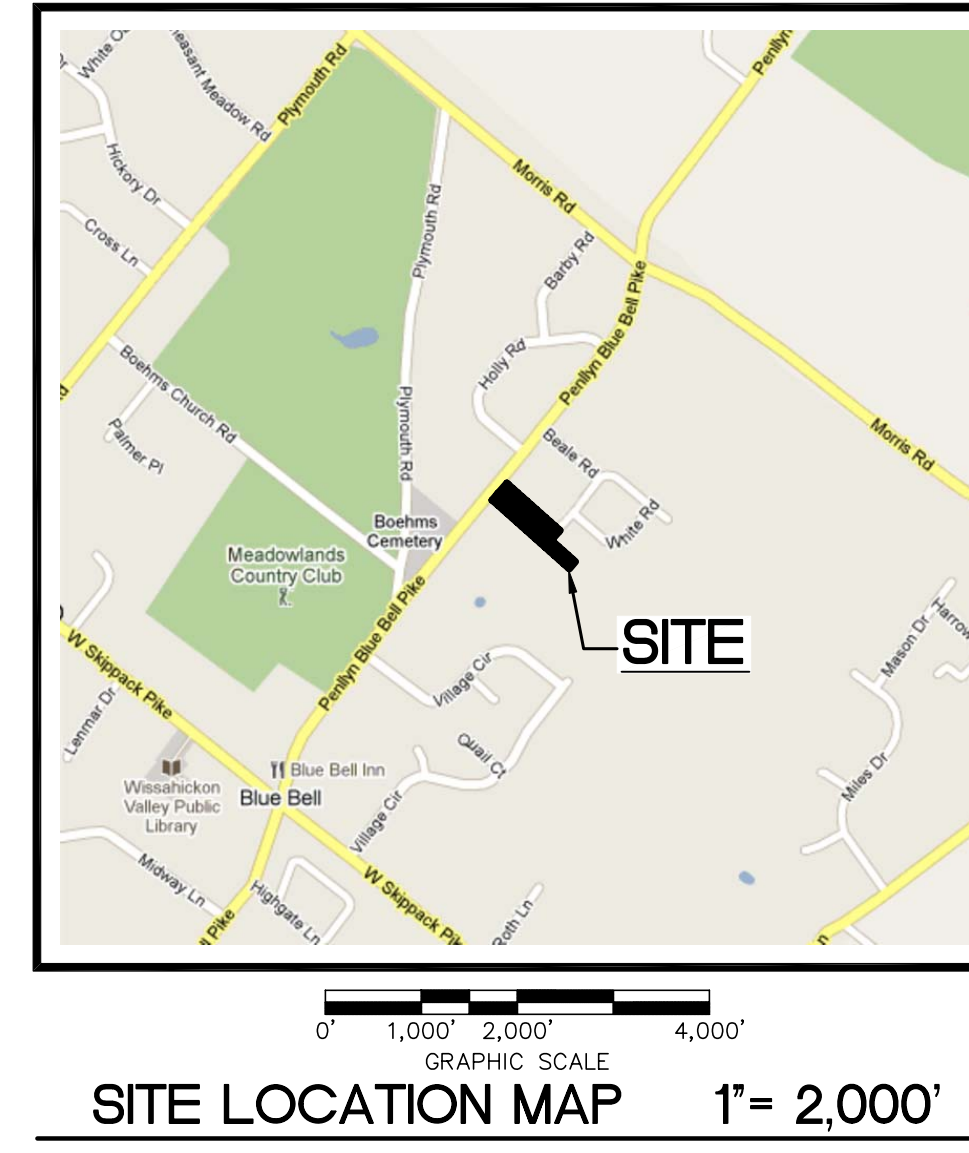 White O
easant Meadow Rd
Plymouth Rd
Penllyn
Hickory Dr
Morris Rd
Plymouth Rd
Cross Ln
Barby Rd
Penllyn Blue Bell Pike
Boehms Church Rd
Holly Rd
Plymouth Rd
Palmer Pl
Beale Rd
Morris Rd
White Rd
Boehms
Cemetery
Meadowlands
Country Club
Penllyn Blue Bell Pike
SITE
W Skippack Pike
Village Cir
Mason Dr
Harrow
Lenmar Dr
Quail Ct
Blue Bell Inn
Miles Dr
Wissahickon
Valley Public
Library
Blue Bell
Village Cir
Midway Ln
Highgate Ln
W Skippack Pik
ll Pike
Roth Ln
n
0' 1,000' 2,000' 4,000'
GRAPHIC SCALE
SITE LOCATION MAP 1"= 2,000'